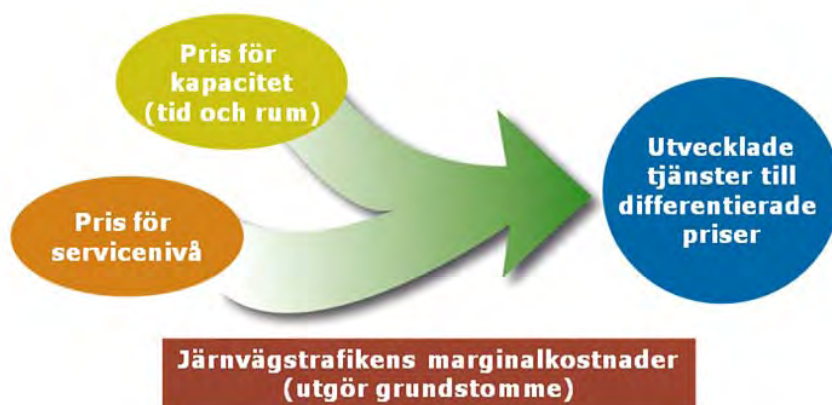 Pris för
kapacitet
(tid och rum)
Pris för
servicenivå
Utvecklade
tjänster till
differentierade
priser
Järnvägstrafikens marginalkostnader
(utgör grundstomme)